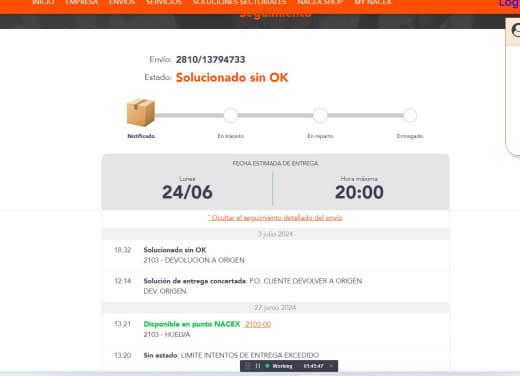 INICIO EMPRESA ENVIOS SERVICIOS SOLUCIONES SECTORIALES NACEX.SHOP MY NACEX
Log
Seguimiento
Envío: 2810/13794733
Estado: Solucionado sin OK
Notificado En tránsito En reparto Entregado
FECHA ESTIMADA DE ENTREGA
Lunes Hora máxima
24/06 20:00
Ocultar el seguimiento detallado del envío
3 julio 2024
18:32 Solucionado sin OK
2103 - DEVOLUCION A ORIGEN
12:14 Solución de entrega concertada: P.O. CLIENTE DEVOLVER A ORIGEN
DEV. ORIGEN.
27 junio 2024
13:21 Disponible en punto NACEX 2103-00
2103 - HUELVA
13:20 Sin estado: LIMITE INTENTOS DE ENTREGA EXCEDIDO
Working 01:45:47